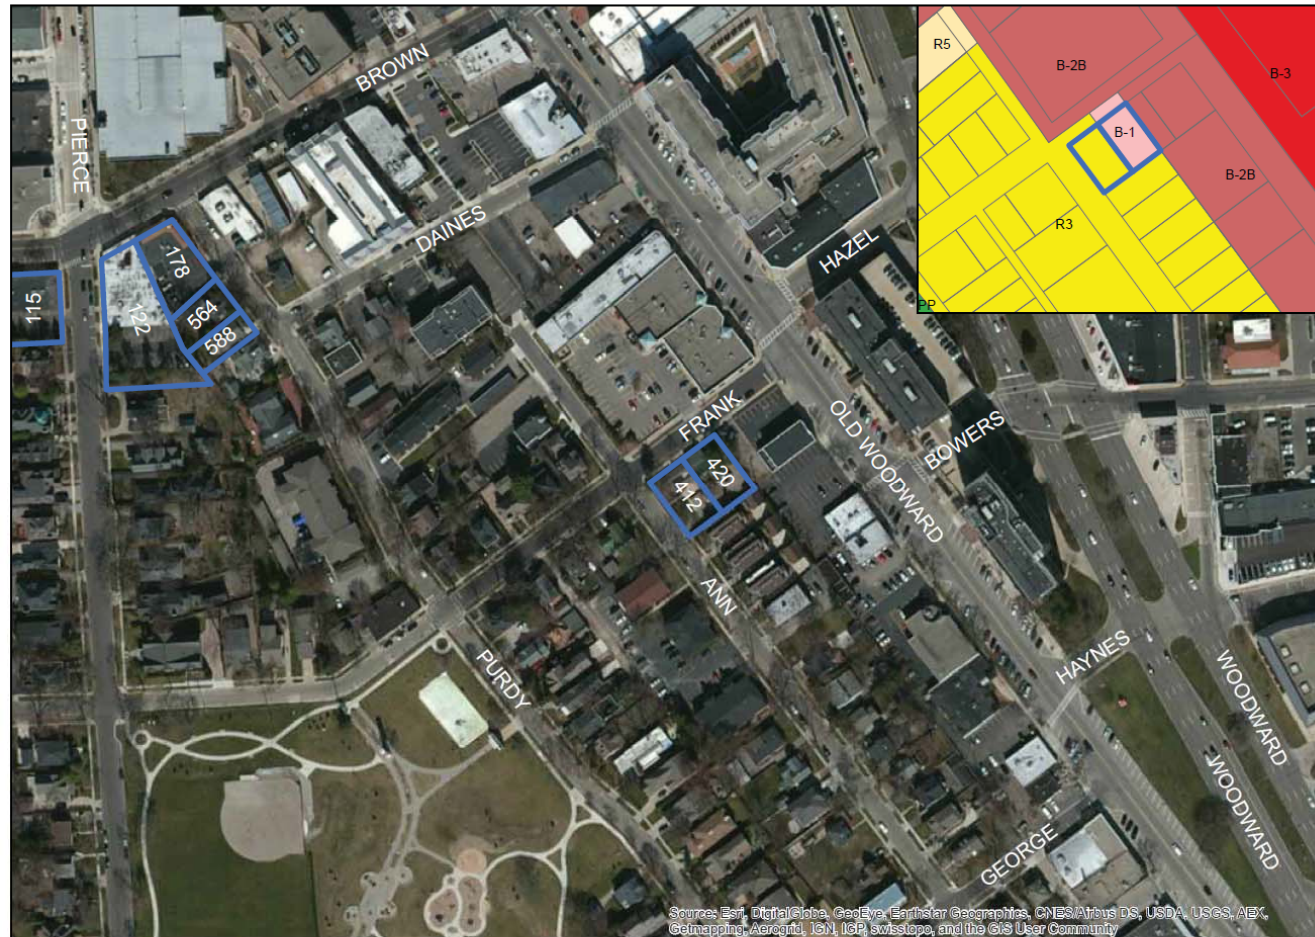 BROWN
PIERCE
R5
B-2B
B-3
B-1
B-2B
R3
PP
DAINES
HAZEL
178
115
122
564
588
FRANK
OLD WOODWARD
BOWERS
420
412
ANN
HAYNES
PURDY
WOODWARD
WOODWARD
GEORGE
Source: Esri, DigitalGlobe, GeoEye, Earthstar Geographics, CNES/Airbus DS, USDA, USGS, AEX,
Getmapping, Aerogrid, IGN, IGP, swisstopo, and the GIS User Community